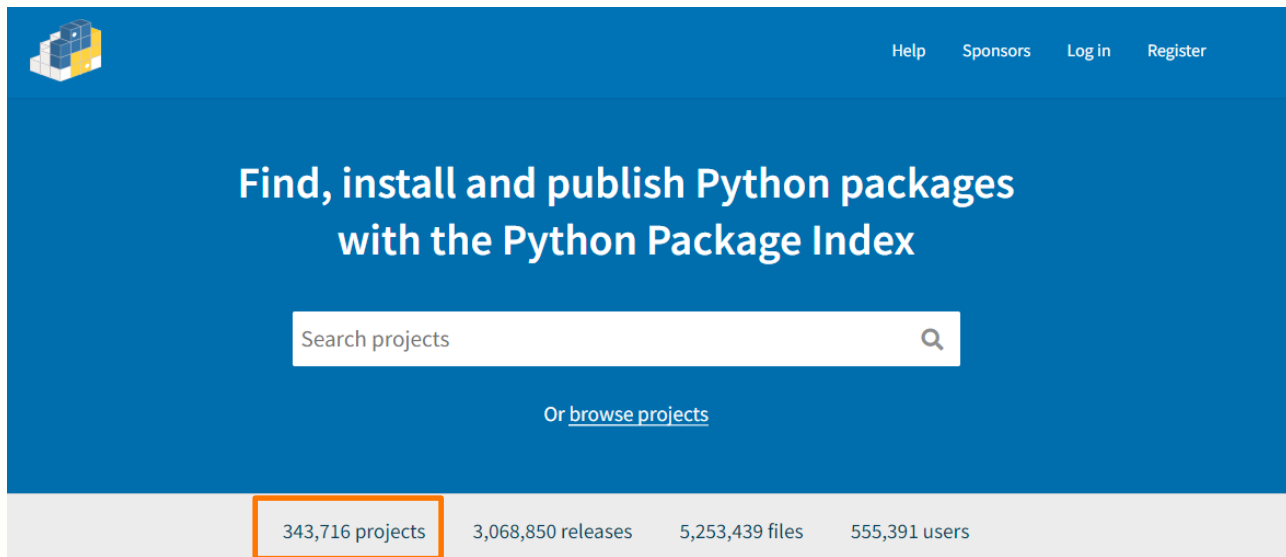 Help Sponsors Log in Register
Find, install and publish Python packages
with the Python Package Index
Search projects
Or browse projects
343,716 projects 3,068,850 releases 5,253,439 files 555,391 users